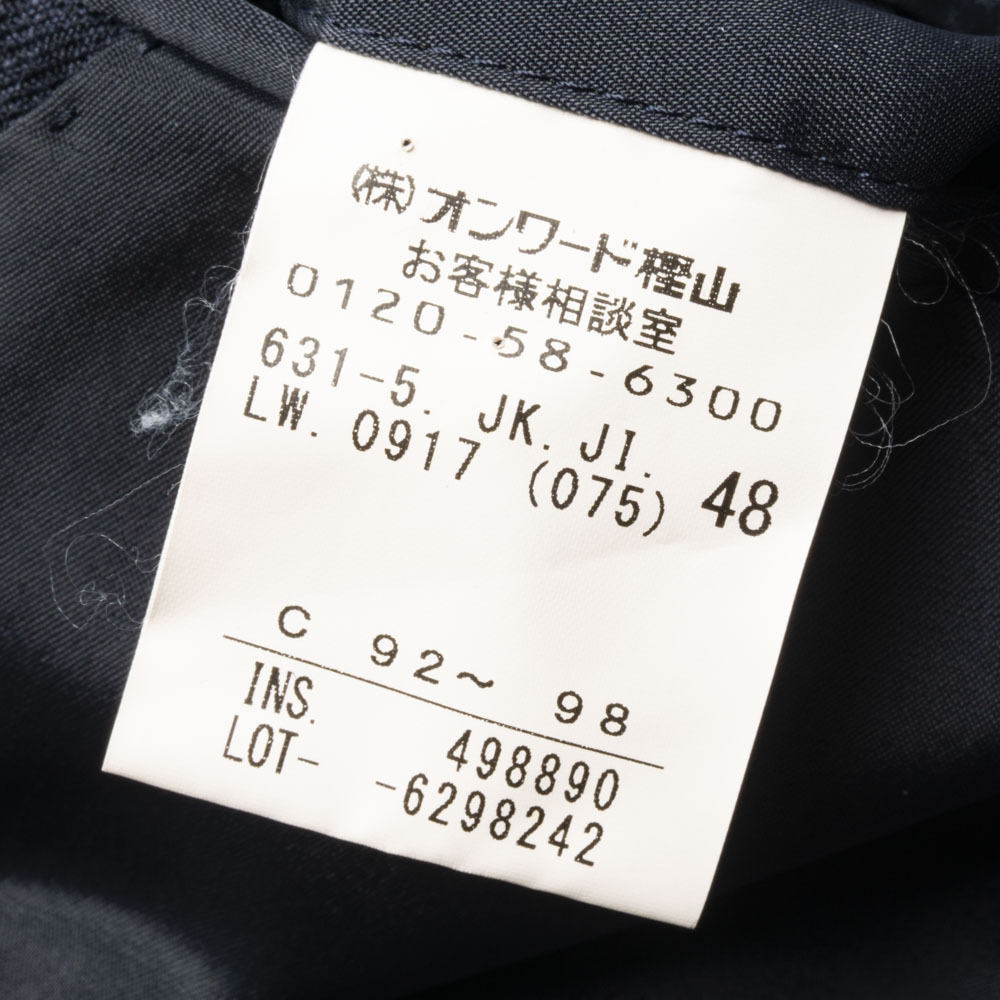 (株)オンワード樫山
お客様相談室
0120-58-6300
631-5. JK. JI.
LW. 0917 (075) 48
C 92～ 98
INS. 498890
LOT- -6298242